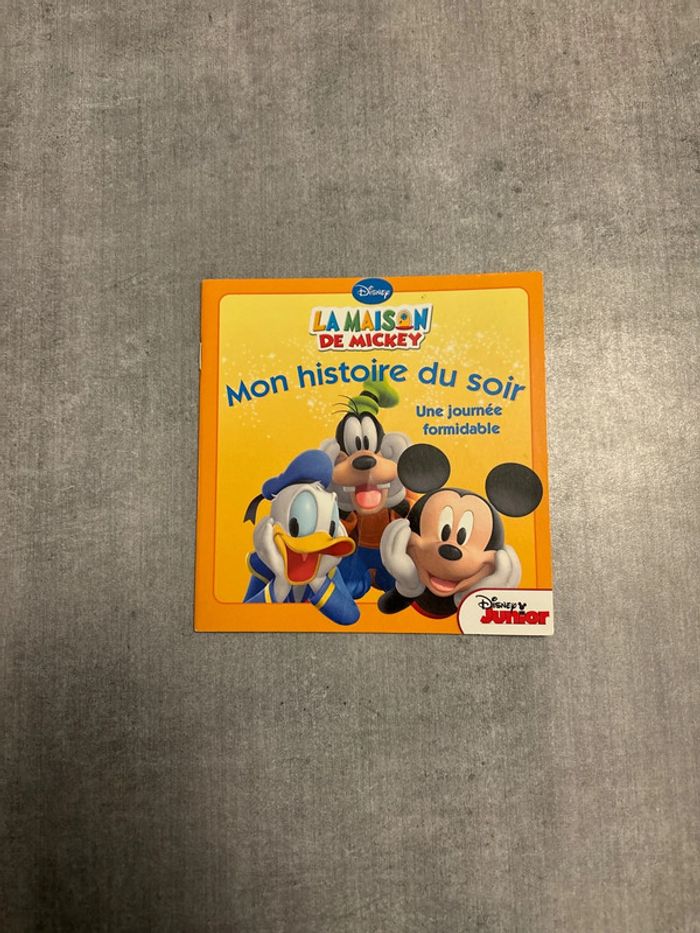 Disney
LA MAISON
DE MICKEY
Mon histoire du soir
Une journée
formidable
Disney
Junior